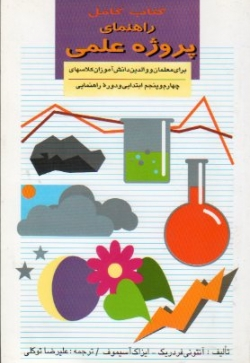 کتاب کامل
راهنمای
پروژه علمی
برای معلمان و والدین دانش‌آموزان کلاسهای
چهارم و پنجم ابتدایی و دورهٔ راهنمایی
تألیف: آنتونی فردریک - ایزاک آسیموف / ترجمه: علیرضا توکلی